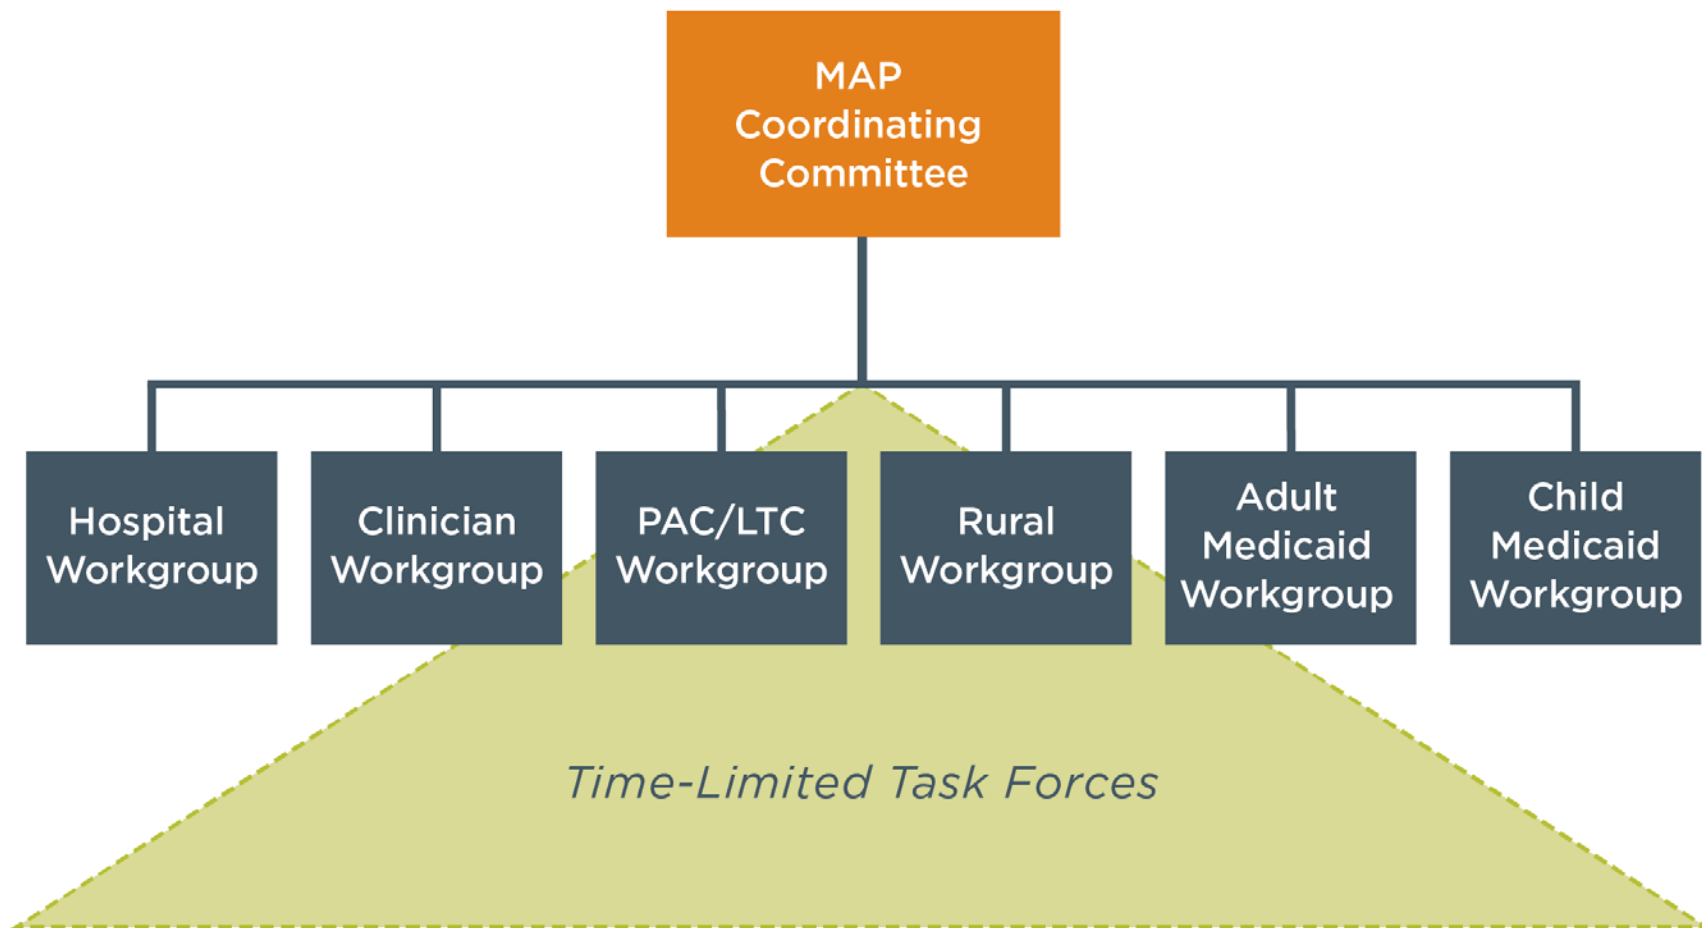 MAP
Coordinating
Committee
Hospital
Workgroup
Clinician
Workgroup
PAC/LTC
Workgroup
Rural
Workgroup
Adult
Medicaid
Workgroup
Child
Medicaid
Workgroup
Time-Limited Task Forces